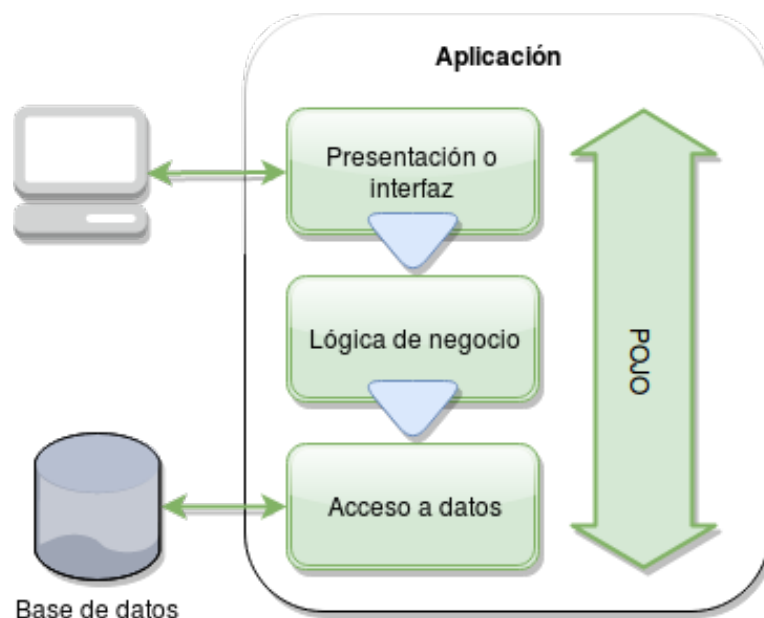 Aplicación
Presentación o
interfaz
Lógica de negocio
POJO
Acceso a datos
Base de datos